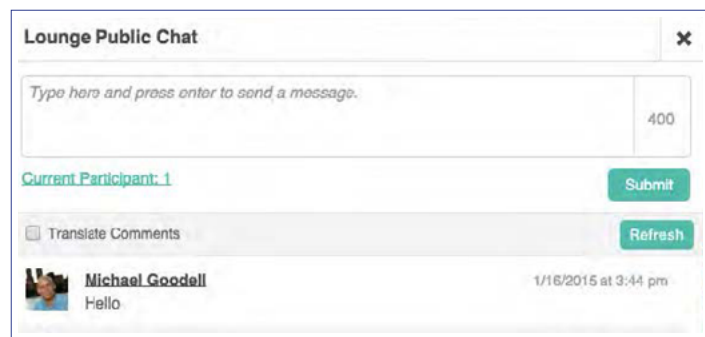 Lounge Public Chat
Type here and press enter to send a message.
400
Current Participant: 1
Submit
Translate Comments
Refresh
Michael Goodell
1/16/2015 at 3:44 pm
Hello